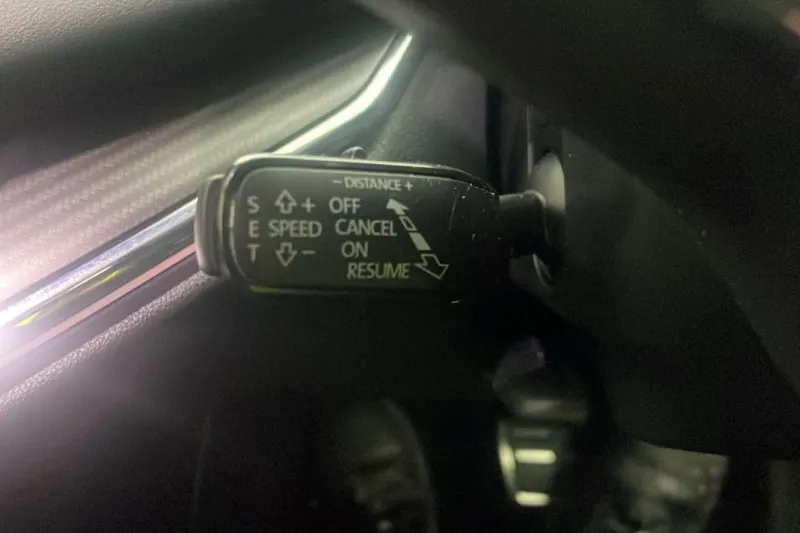 − DISTANCE +
S + OFF
E SPEED CANCEL
T − ON
RESUME